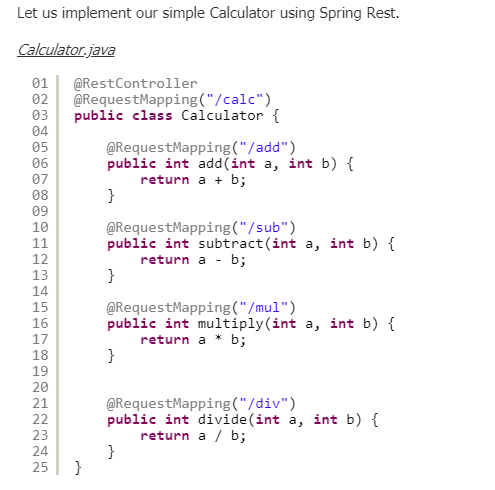 Let us implement our simple Calculator using Spring Rest.
Calculator.java
01 @RestController
02 @RequestMapping("/calc")
03 public class Calculator {
04
05     @RequestMapping("/add")
06     public int add(int a, int b) {
07         return a + b;
08     }
09
10     @RequestMapping("/sub")
11     public int subtract(int a, int b) {
12         return a - b;
13     }
14
15     @RequestMapping("/mul")
16     public int multiply(int a, int b) {
17         return a * b;
18     }
19
20
21     @RequestMapping("/div")
22     public int divide(int a, int b) {
23         return a / b;
24     }
25 }